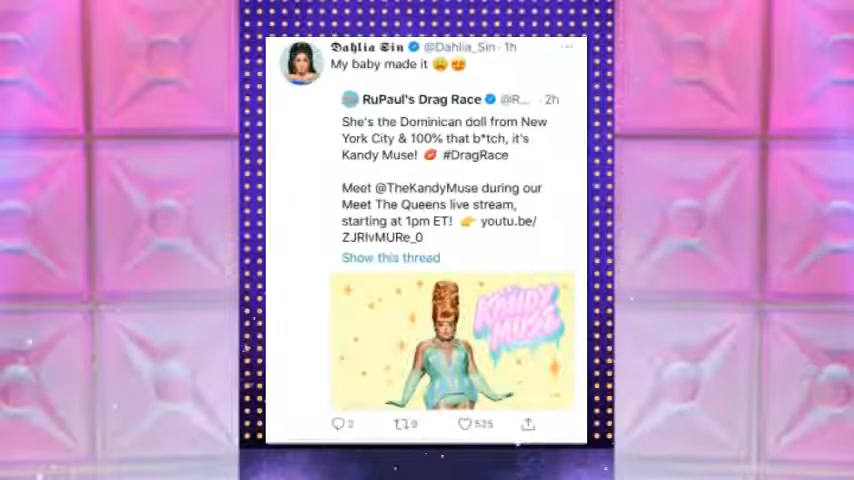 𝕯𝖆𝖍𝖑𝖎𝖆 𝕾𝖎𝖓 @Dahlia_Sin · 1h
My baby made it 😩😍
RuPaul's Drag Race @R... · 2h
She's the Dominican doll from New
York City & 100% that b*tch, it's
Kandy Muse! 💋 #DragRace
Meet @TheKandyMuse during our
Meet The Queens live stream,
starting at 1pm ET! 👉 youtu.be/
ZJRIvMURe_0
Show this thread
KANDY
MUSE
2 9 525